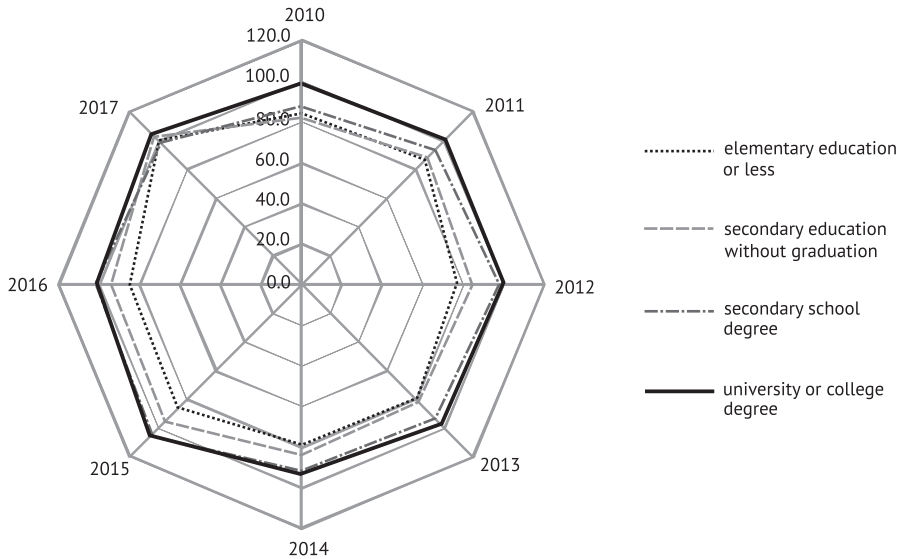 2010
120.0
100.0
2017
2011
80.0
60.0
40.0
20.0
0.0
2016
2012
2015
2013
2014
elementary education
or less
secondary education
without graduation
secondary school
degree
university or college
degree